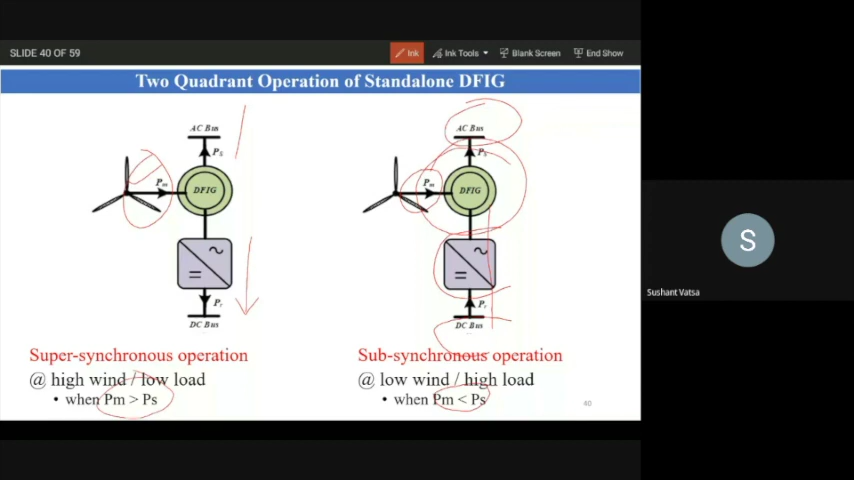 SLIDE 40 OF 59
Ink
Ink Tools
Blank Screen
End Show
Two Quadrant Operation of Standalone DFIG
AC Bus
Ps
Pm
DFIG
Pr
DC Bus
Super-synchronous operation
@ high wind / low load
• when Pm > Ps
AC Bus
Ps
Pm
DFIG
Pr
DC Bus
Sub-synchronous operation
@ low wind / high load
• when Pm < Ps
40
S
Sushant Vatsa